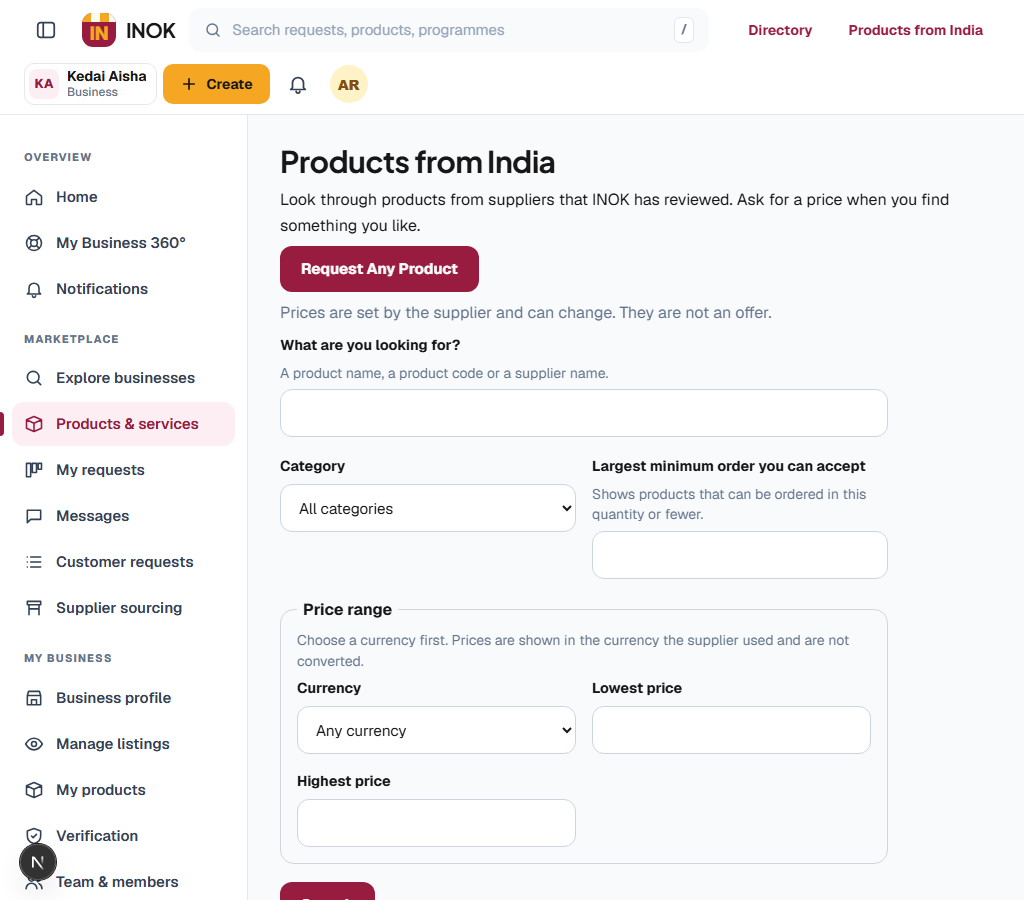 IN INOK
Search requests, products, programmes
/
Directory
Products from India
KA
Kedai Aisha
Business
+ Create
AR
OVERVIEW
Home
My Business 360°
Notifications
MARKETPLACE
Explore businesses
Products & services
My requests
Messages
Customer requests
Supplier sourcing
MY BUSINESS
Business profile
Manage listings
My products
Verification
N
Team & members
Products from India
Look through products from suppliers that INOK has reviewed. Ask for a price when you find
something you like.
Request Any Product
Prices are set by the supplier and can change. They are not an offer.
What are you looking for?
A product name, a product code or a supplier name.
Category
All categories
Largest minimum order you can accept
Shows products that can be ordered in this
quantity or fewer.
Price range
Choose a currency first. Prices are shown in the currency the supplier used and are not
converted.
Currency
Any currency
Lowest price
Highest price